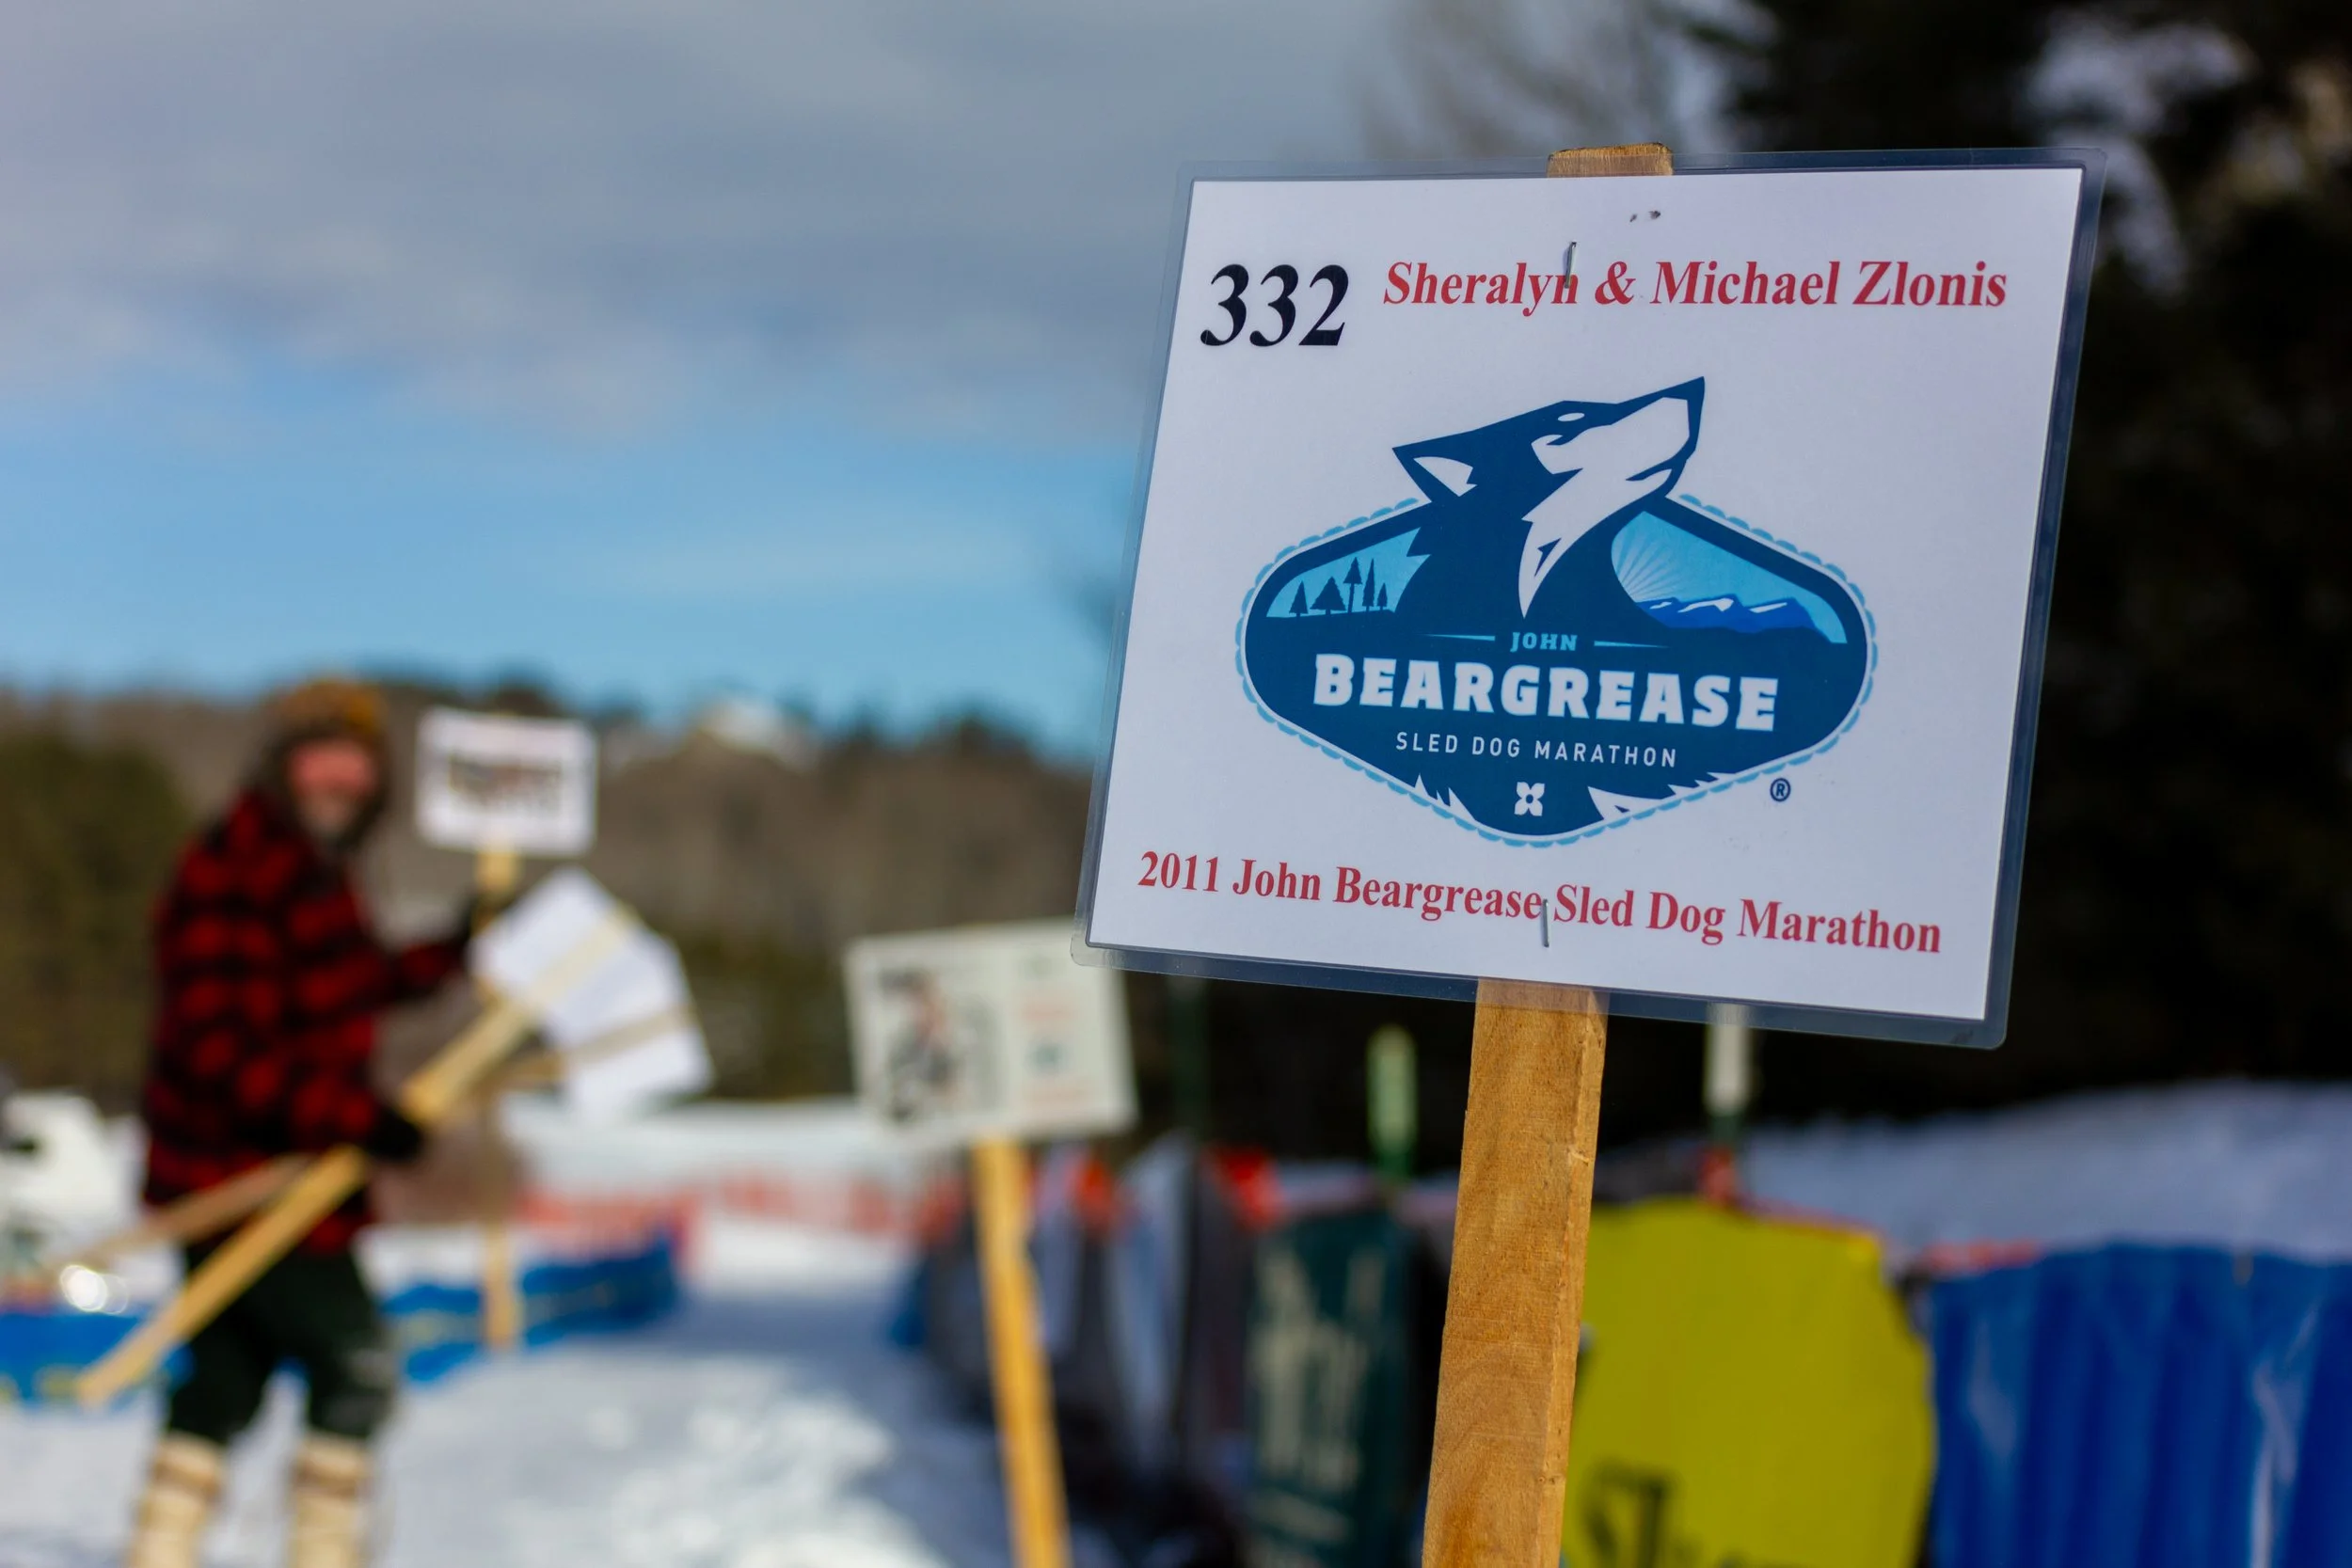 332 Sheralyn & Michael Zlonis
JOHN
BEARGREASE
SLED DOG MARATHON
®
2011 John Beargrease Sled Dog Marathon